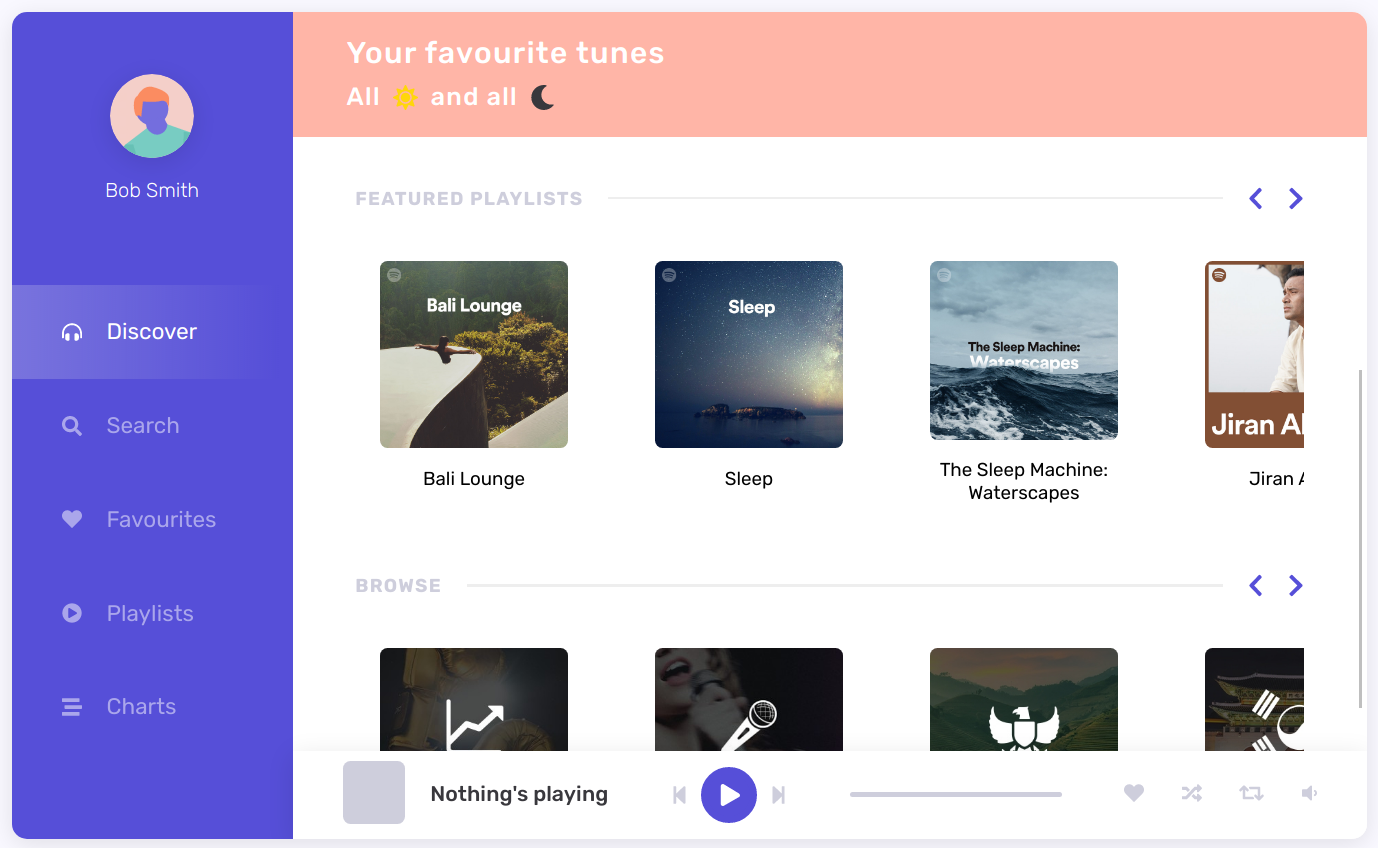 Your favourite tunes
All and all
Bob Smith
Discover
Search
Favourites
Playlists
Charts
FEATURED PLAYLISTS
Bali Lounge
Sleep
The Sleep Machine:
Waterscapes
Jiran Al
Bali Lounge
Sleep
The Sleep Machine:
Waterscapes
Jiran A
BROWSE
Nothing's playing